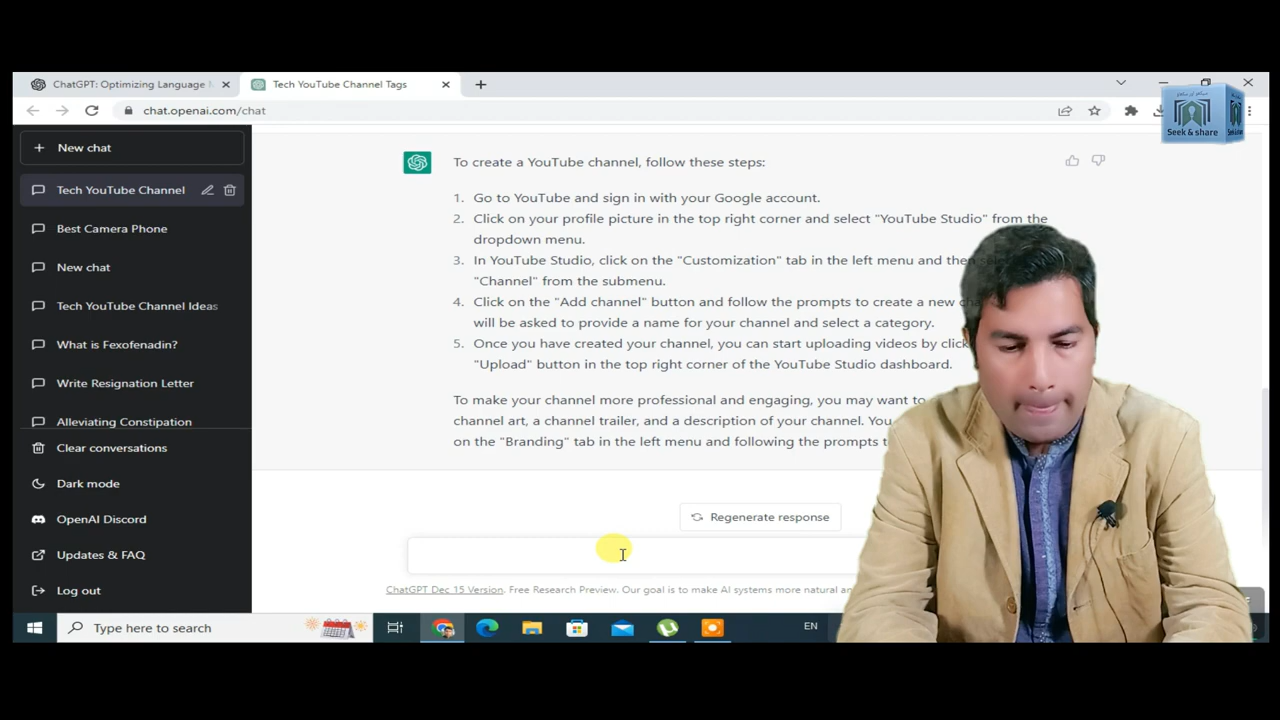 ChatGPT: Optimizing Language
Tech YouTube Channel Tags
chat.openai.com/chat
Seek & share
New chat
Tech YouTube Channel
Best Camera Phone
New chat
Tech YouTube Channel Ideas
What is Fexofenadin?
Write Resignation Letter
Alleviating Constipation
Clear conversations
Dark mode
OpenAI Discord
Updates & FAQ
Log out
To create a YouTube channel, follow these steps:
1. Go to YouTube and sign in with your Google account.
2. Click on your profile picture in the top right corner and select "YouTube Studio" from the
dropdown menu.
3. In YouTube Studio, click on the "Customization" tab in the left menu and then
"Channel" from the submenu.
4. Click on the "Add channel" button and follow the prompts to create a new
will be asked to provide a name for your channel and select a category.
5. Once you have created your channel, you can start uploading videos by
"Upload" button in the top right corner of the YouTube Studio dashboard.
To make your channel more professional and engaging, you may want to
channel art, a channel trailer, and a description of your channel. You
on the "Branding" tab in the left menu and following the prompts
Regenerate response
ChatGPT Dec 15 Version. Free Research Preview. Our goal is to make AI systems more natural
Type here to search
EN